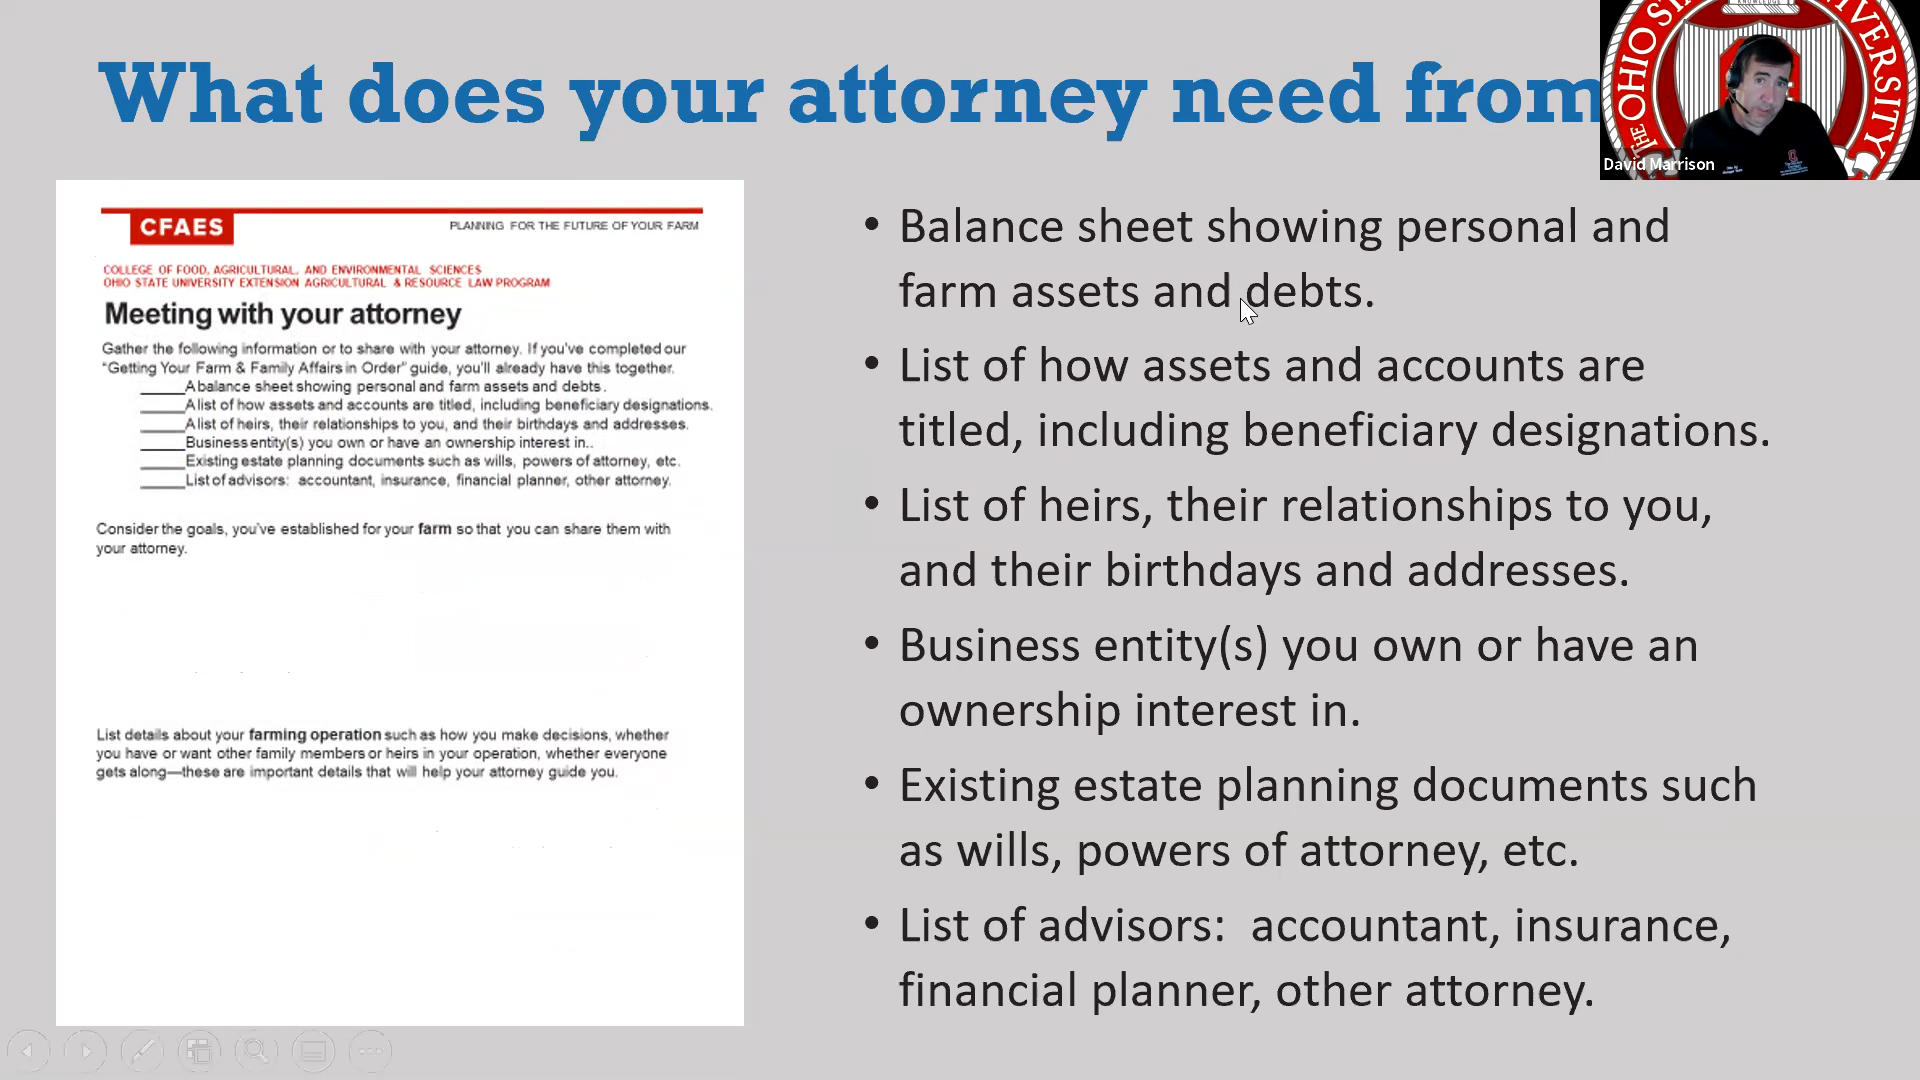 What does your attorney need from
KNOWLEDGE
THE OHIO STATE UNIVERSITY
David Marrison
CFAES
PLANNING FOR THE FUTURE OF YOUR FARM
COLLEGE OF FOOD, AGRICULTURAL, AND ENVIRONMENTAL SCIENCES
OHIO STATE UNIVERSITY EXTENSION AGRICULTURAL & RESOURCE LAW PROGRAM
Meeting with your attorney
Gather the following information or to share with your attorney. If you've completed our
"Getting Your Farm & Family Affairs in Order" guide, you'll already have this together.
_____A balance sheet showing personal and farm assets and debts.
_____A list of how assets and accounts are titled, including beneficiary designations.
_____A list of heirs, their relationships to you, and their birthdays and addresses.
_____Business entity(s) you own or have an ownership interest in..
_____Existing estate planning documents such as wills, powers of attorney, etc.
_____List of advisors: accountant, insurance, financial planner, other attorney.
Consider the goals, you've established for your farm so that you can share them with
your attorney.
List details about your farming operation such as how you make decisions, whether
you have or want other family members or heirs in your operation, whether everyone
gets along—these are important details that will help your attorney guide you.
• Balance sheet showing personal and
farm assets and debts.
• List of how assets and accounts are
titled, including beneficiary designations.
• List of heirs, their relationships to you,
and their birthdays and addresses.
• Business entity(s) you own or have an
ownership interest in.
• Existing estate planning documents such
as wills, powers of attorney, etc.
• List of advisors:  accountant, insurance,
financial planner, other attorney.